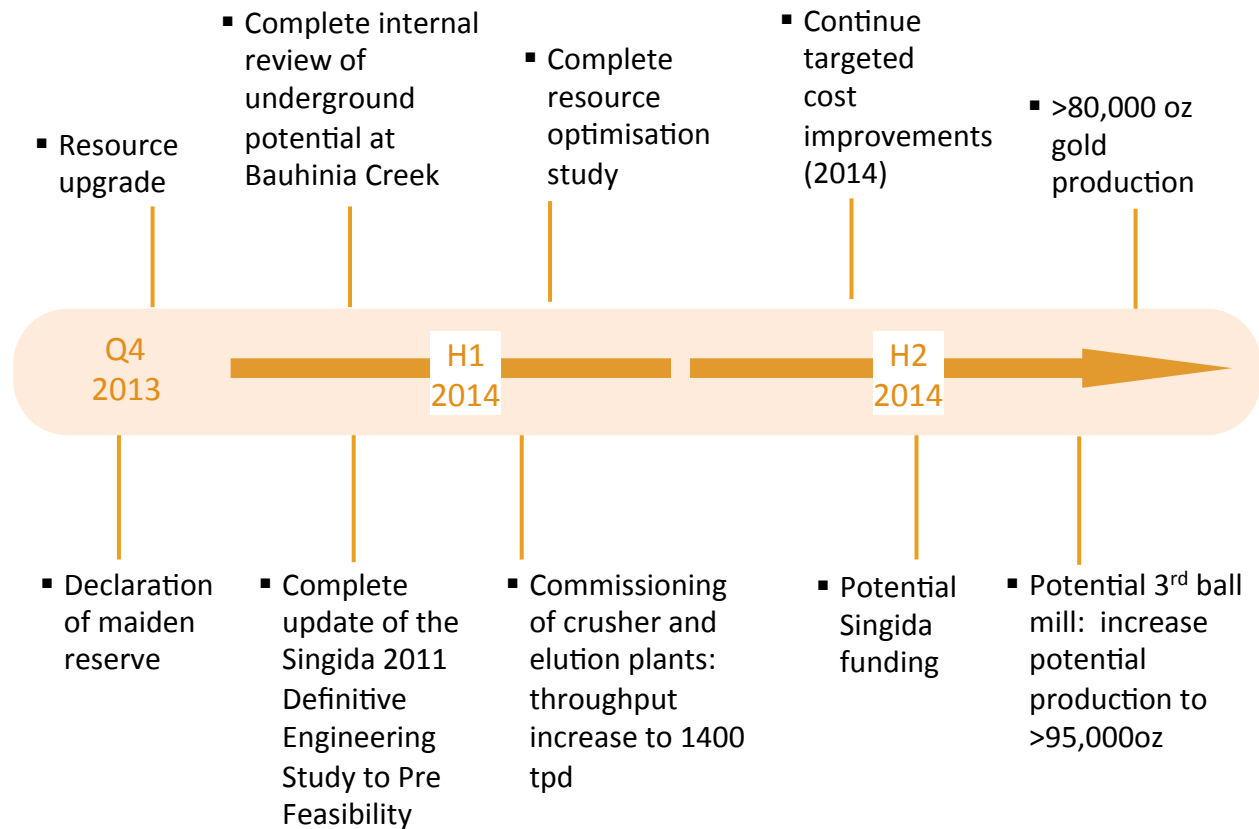 ▪ Resource
upgrade
▪ Complete internal
review of
underground
potential at
Bauhinia Creek
▪ Complete
resource
optimisation
study
▪ Continue
targeted
cost
improvements
(2014)
▪ >80,000 oz
gold
production
Q4
2013
H1
2014
H2
2014
▪ Declaration
of maiden
reserve
▪ Complete
update of the
Singida 2011
Definitive
Engineering
Study to Pre
Feasibility
▪ Commissioning
of crusher and
elution plants:
throughput
increase to 1400
tpd
▪ Potential
Singida
funding
▪ Potential 3rd ball
mill: increase
potential
production to
>95,000oz